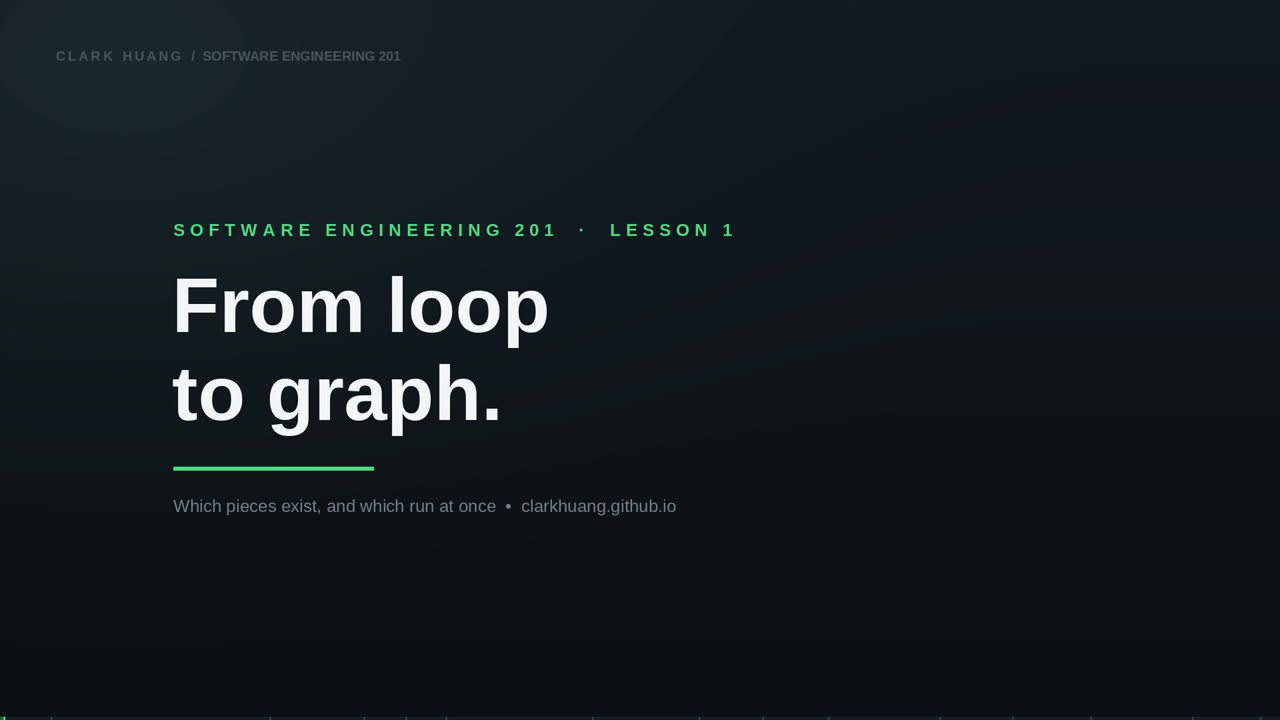 CLARK HUANG / SOFTWARE ENGINEERING 201
SOFTWARE ENGINEERING 201 · LESSON 1
From loop
to graph.
Which pieces exist, and which run at once • clarkhuang.github.io